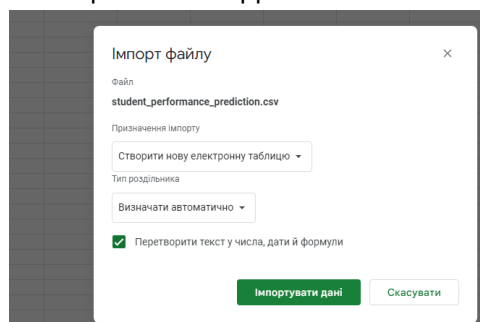 Імпорт файлу
Файл
student_performance_prediction.csv
Призначення імпорту
Створити нову електронну таблицю
Тип роздільника
Визначати автоматично
Перетворити текст у числа, дати й формули
Імпортувати дані Скасувати